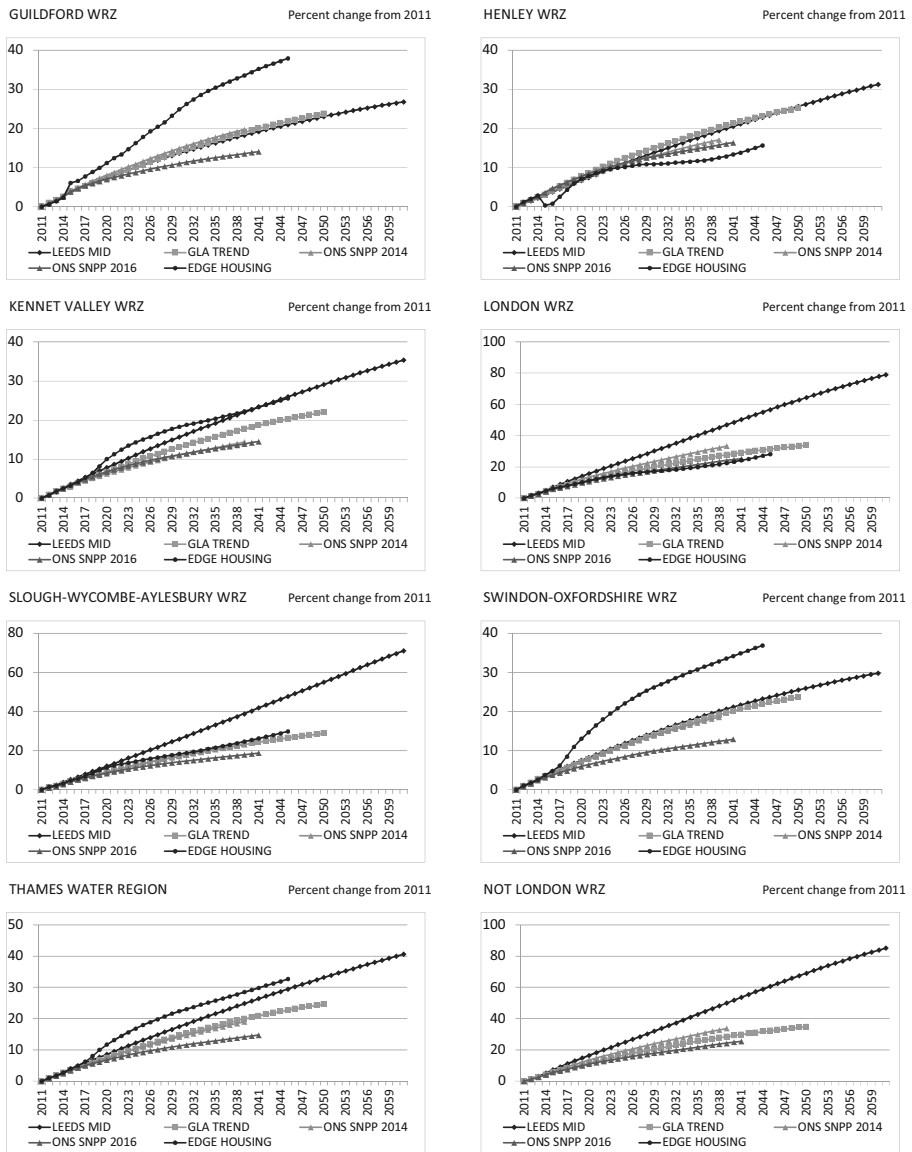 GUILDFORD WRZ Percent change from 2011
40
30
20
10
0
2011 2014 2017 2020 2023 2026 2029 2032 2035 2038 2041 2044 2047 2050 2053 2056 2059
LEEDS MID GLA TREND ONS SNPP 2014
ONS SNPP 2016 EDGE HOUSING
HENLEY WRZ Percent change from 2011
40
30
20
10
0
2011 2014 2017 2020 2023 2026 2029 2032 2035 2038 2041 2044 2047 2050 2053 2056 2059
LEEDS MID GLA TREND ONS SNPP 2014
ONS SNPP 2016 EDGE HOUSING
KENNET VALLEY WRZ Percent change from 2011
40
30
20
10
0
2011 2014 2017 2020 2023 2026 2029 2032 2035 2038 2041 2044 2047 2050 2053 2056 2059
LEEDS MID GLA TREND ONS SNPP 2014
ONS SNPP 2016 EDGE HOUSING
LONDON WRZ Percent change from 2011
100
80
60
40
20
0
2011 2014 2017 2020 2023 2026 2029 2032 2035 2038 2041 2044 2047 2050 2053 2056 2059
LEEDS MID GLA TREND ONS SNPP 2014
ONS SNPP 2016 EDGE HOUSING
SLOUGH-WYCOMBE-AYLESBURY WRZ Percent change from 2011
80
60
40
20
0
2011 2014 2017 2020 2023 2026 2029 2032 2035 2038 2041 2044 2047 2050 2053 2056 2059
LEEDS MID GLA TREND ONS SNPP 2014
ONS SNPP 2016 EDGE HOUSING
SWINDON-OXFORDSHIRE WRZ Percent change from 2011
40
30
20
10
0
2011 2014 2017 2020 2023 2026 2029 2032 2035 2038 2041 2044 2047 2050 2053 2056 2059
LEEDS MID GLA TREND ONS SNPP 2014
ONS SNPP 2016 EDGE HOUSING
THAMES WATER REGION Percent change from 2011
50
40
30
20
10
0
2011 2014 2017 2020 2023 2026 2029 2032 2035 2038 2041 2044 2047 2050 2053 2056 2059
LEEDS MID GLA TREND ONS SNPP 2014
ONS SNPP 2016 EDGE HOUSING
NOT LONDON WRZ Percent change from 2011
100
80
60
40
20
0
2011 2014 2017 2020 2023 2026 2029 2032 2035 2038 2041 2044 2047 2050 2053 2056 2059
LEEDS MID GLA TREND ONS SNPP 2014
ONS SNPP 2016 EDGE HOUSING